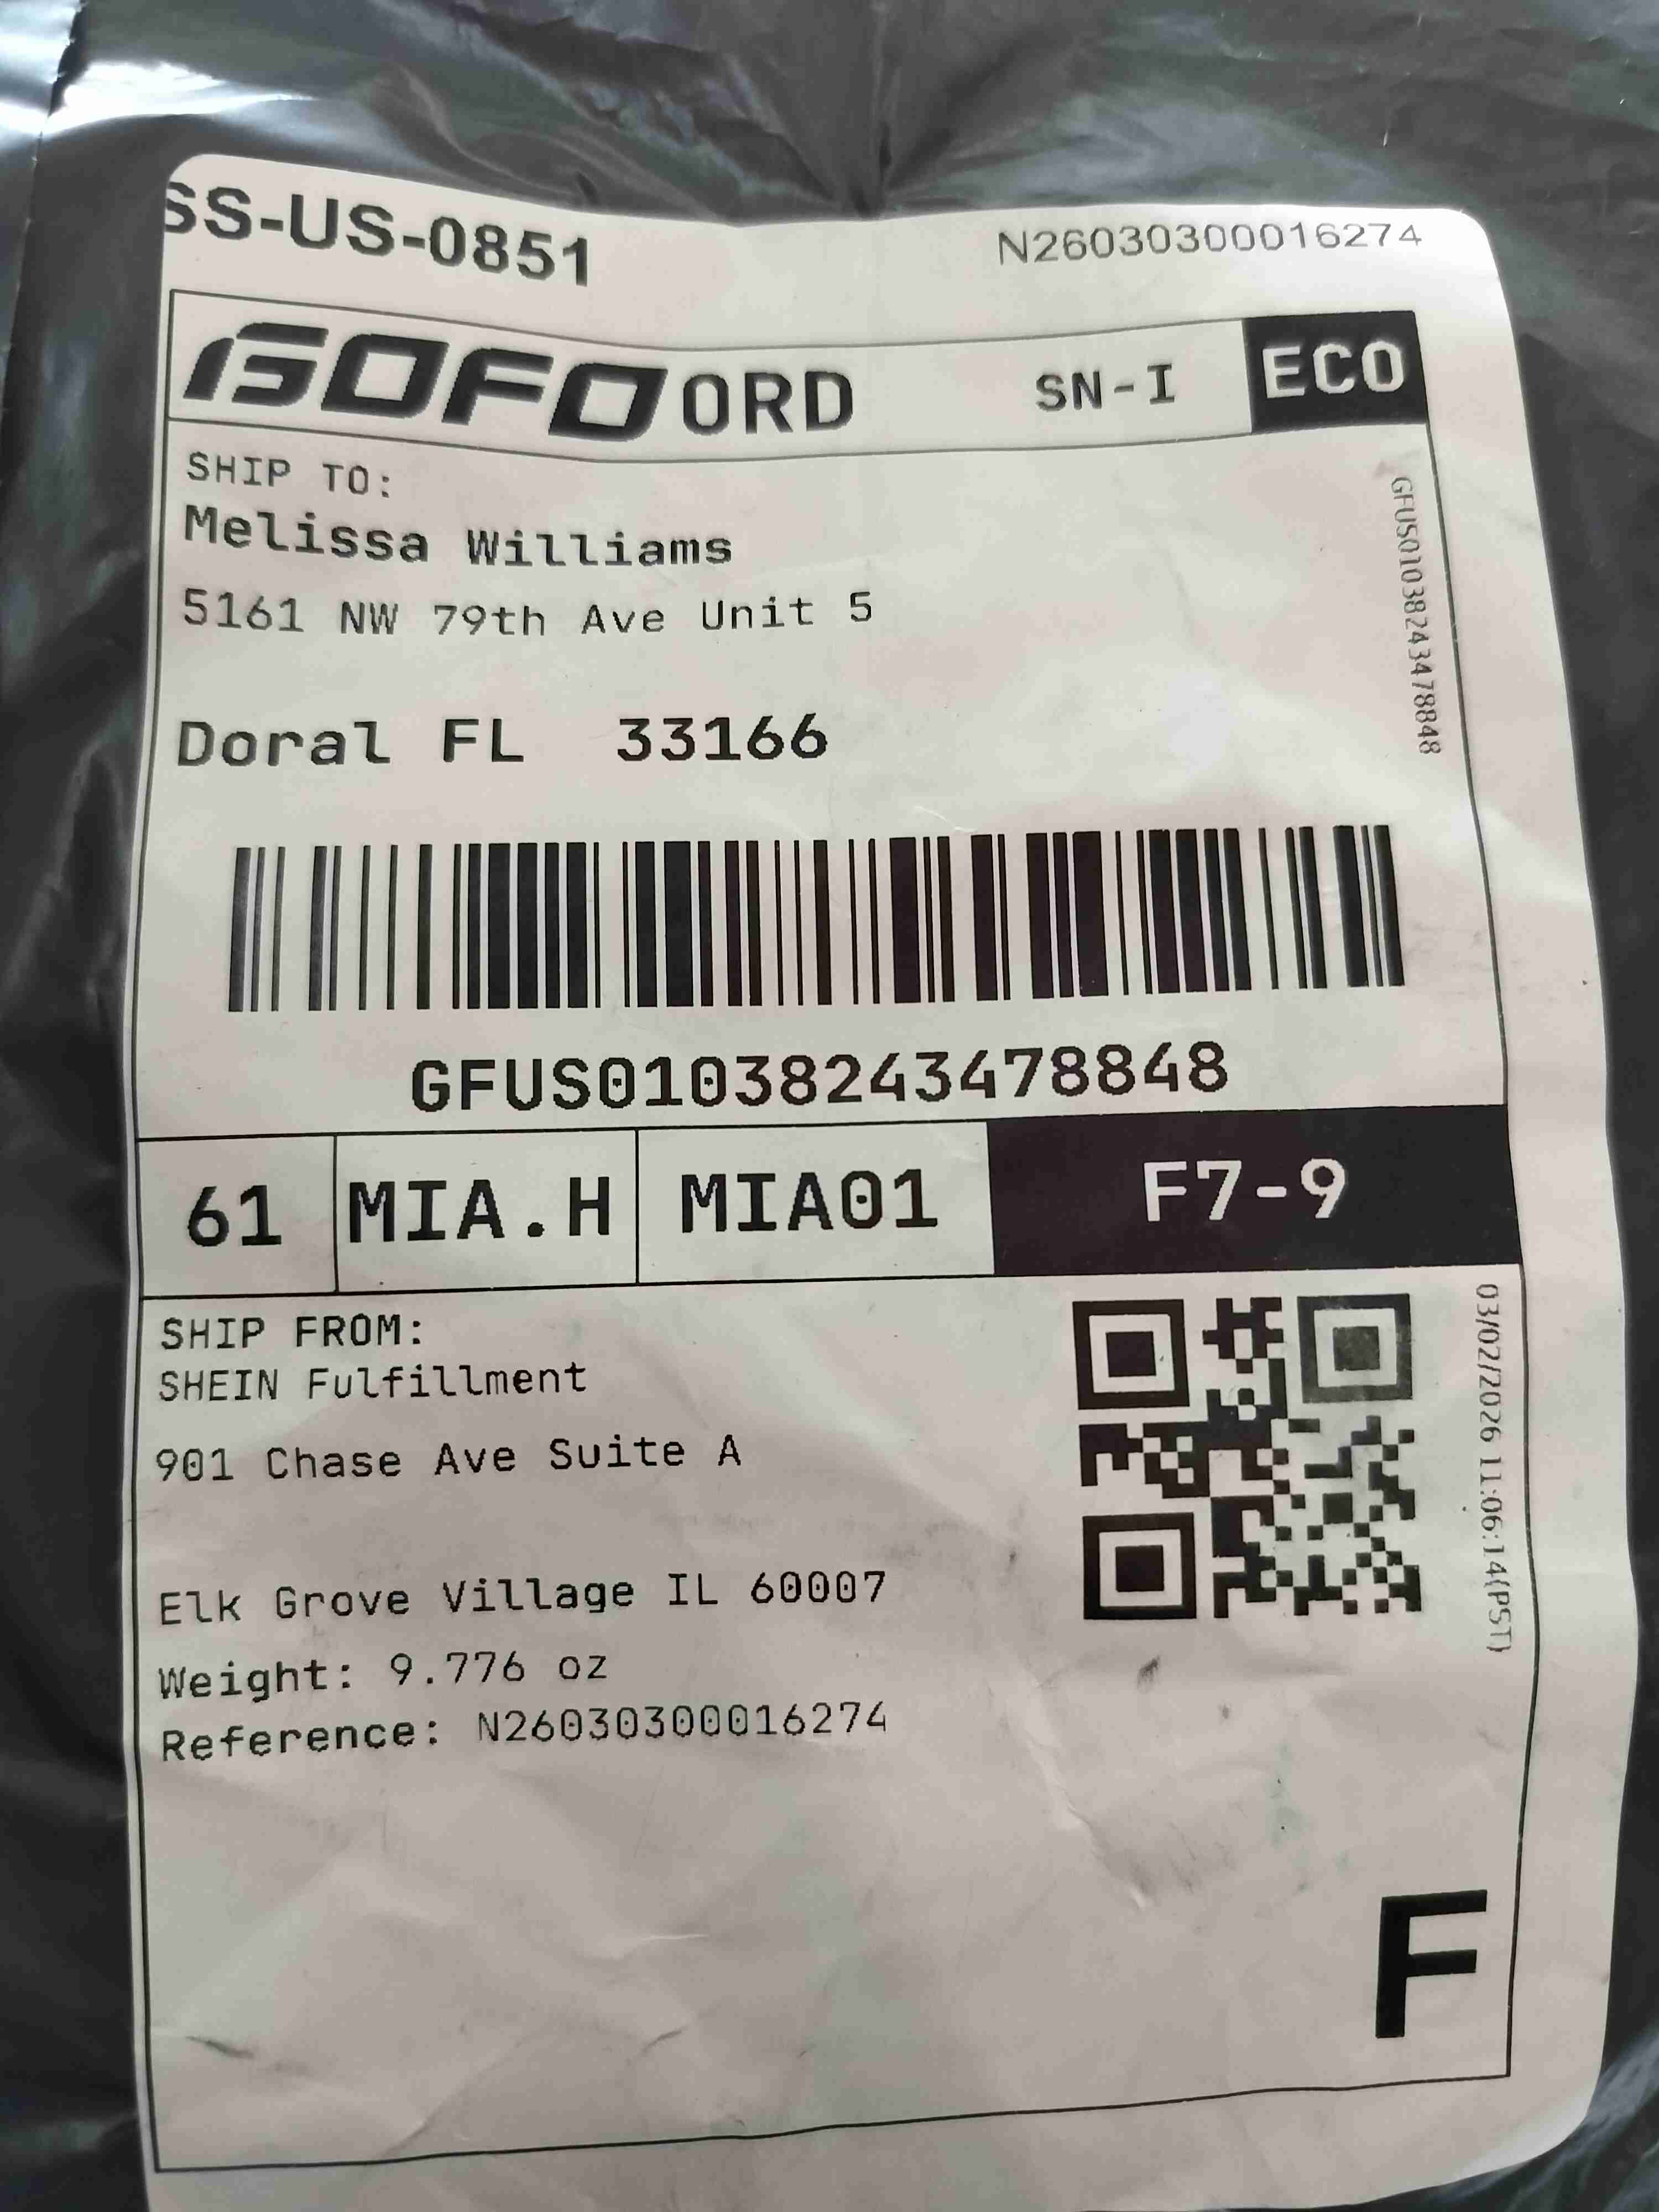 SS-US-0851
N26030300016274
GOFO ORD SN-I ECO
SHIP TO:
Melissa Williams
5161 NW 79th Ave Unit 5
Doral FL 33166
GFUS01038243478848
GFUS01038243478848
61 MIA.H MIA01 F7-9
SHIP FROM:
SHEIN Fulfillment
901 Chase Ave Suite A
Elk Grove Village IL 60007
Weight: 9.776 oz
Reference: N26030300016274
03/02/2026 11:06:14(PST)
F